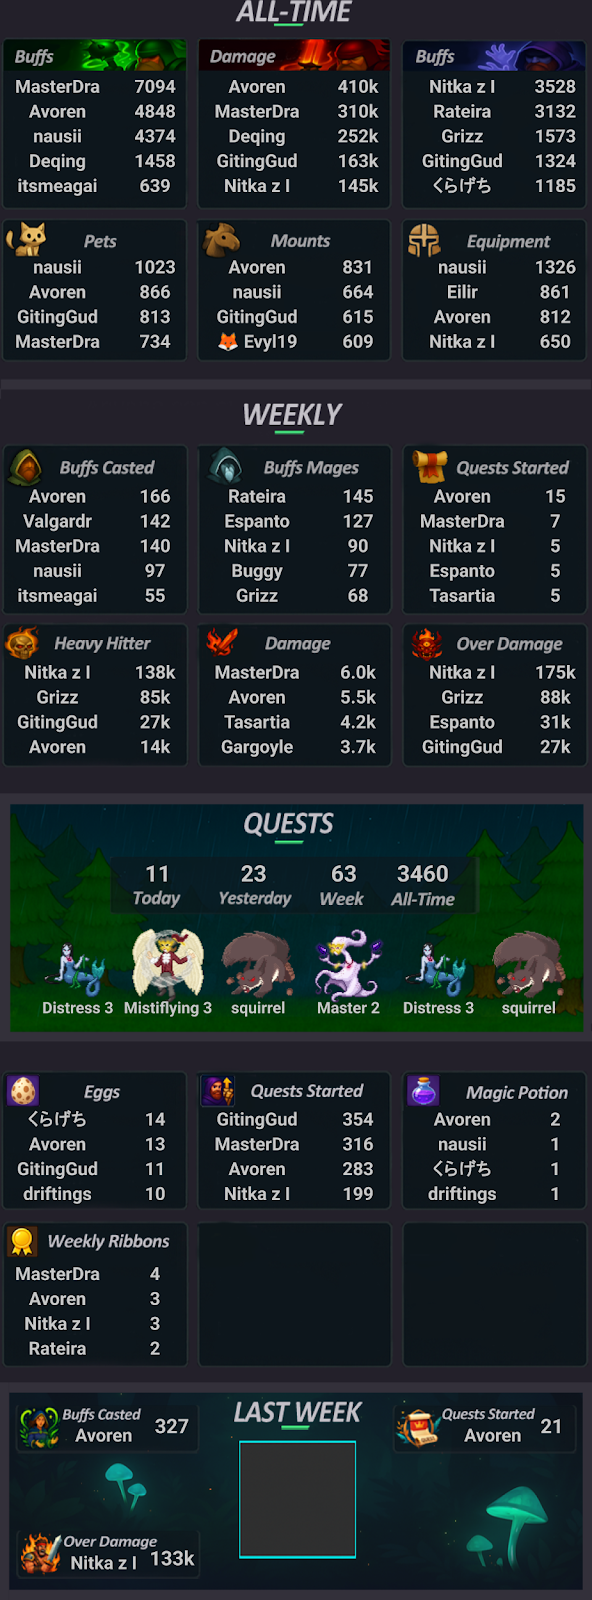 ALL-TIME
Buffs
MasterDra 7094
Avoren 4848
nausii 4374
Deqing 1458
itsmeagai 639
Damage
Avoren 410k
MasterDra 310k
Deqing 252k
GitingGud 163k
Nitka z l 145k
Buffs
Nitka z l 3528
Rateira 3132
Grizz 1573
GitingGud 1324
くらげち 1185
Pets
nausii 1023
Avoren 866
GitingGud 813
MasterDra 734
Mounts
Avoren 831
nausii 664
GitingGud 615
🦊 Evyl19 609
Equipment
nausii 1326
Eilir 861
Avoren 812
Nitka z l 650
WEEKLY
Buffs Casted
Avoren 166
Valgardr 142
MasterDra 140
nausii 97
itsmeagai 55
Buffs Mages
Rateira 145
Espanto 127
Nitka z l 90
Buggy 77
Grizz 68
Quests Started
Avoren 15
MasterDra 7
Nitka z l 5
Espanto 5
Tasartia 5
Heavy Hitter
Nitka z l 138k
Grizz 85k
GitingGud 27k
Avoren 14k
Damage
MasterDra 6.0k
Avoren 5.5k
Tasartia 4.2k
Gargoyle 3.7k
Over Damage
Nitka z l 175k
Grizz 88k
Espanto 31k
GitingGud 27k
QUESTS
11 23 63 3460
Today Yesterday Week All-Time
Distress 3 Mistiflying 3 squirrel Master 2 Distress 3 squirrel
Eggs
くらげち 14
Avoren 13
GitingGud 11
driftings 10
Quests Started
GitingGud 354
MasterDra 316
Avoren 283
Nitka z l 199
Magic Potion
Avoren 2
nausii 1
くらげち 1
driftings 1
Weekly Ribbons
MasterDra 4
Avoren 3
Nitka z l 3
Rateira 2
LAST WEEK
Buffs Casted
Avoren 327
Quests Started
Avoren 21
Over Damage
Nitka z l 133k